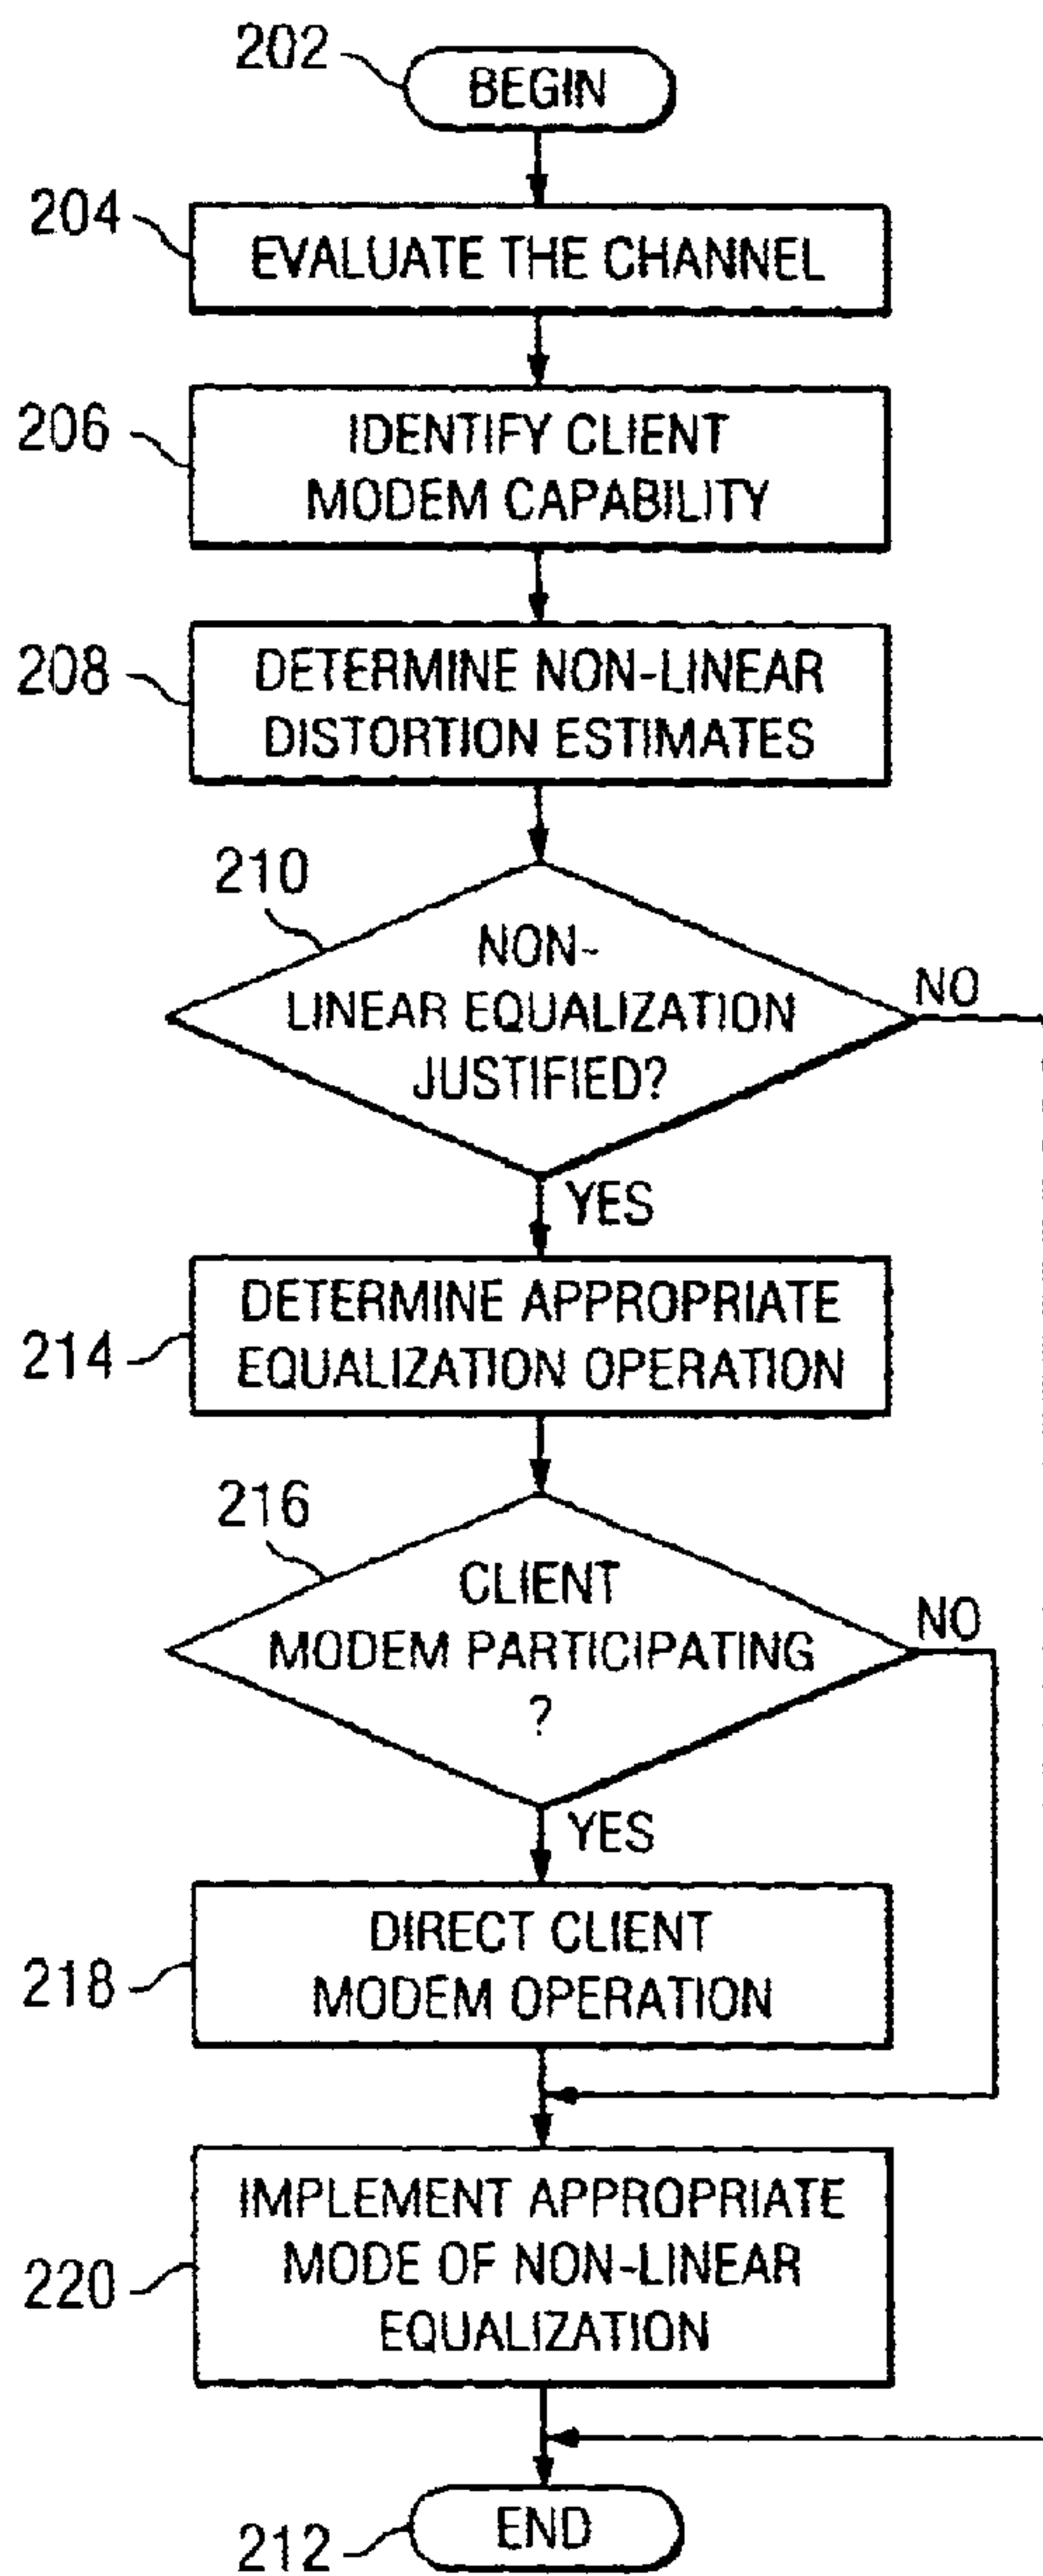 202
BEGIN
204
EVALUATE THE CHANNEL
206
IDENTIFY CLIENT
MODEM CAPABILITY
208
DETERMINE NON-LINEAR
DISTORTION ESTIMATES
210
NON-
LINEAR EQUALIZATION
JUSTIFIED?
NO
YES
214
DETERMINE APPROPRIATE
EQUALIZATION OPERATION
216
CLIENT
MODEM PARTICIPATING
?
NO
YES
218
DIRECT CLIENT
MODEM OPERATION
220
IMPLEMENT APPROPRIATE
MODE OF NON-LINEAR
EQUALIZATION
212
END